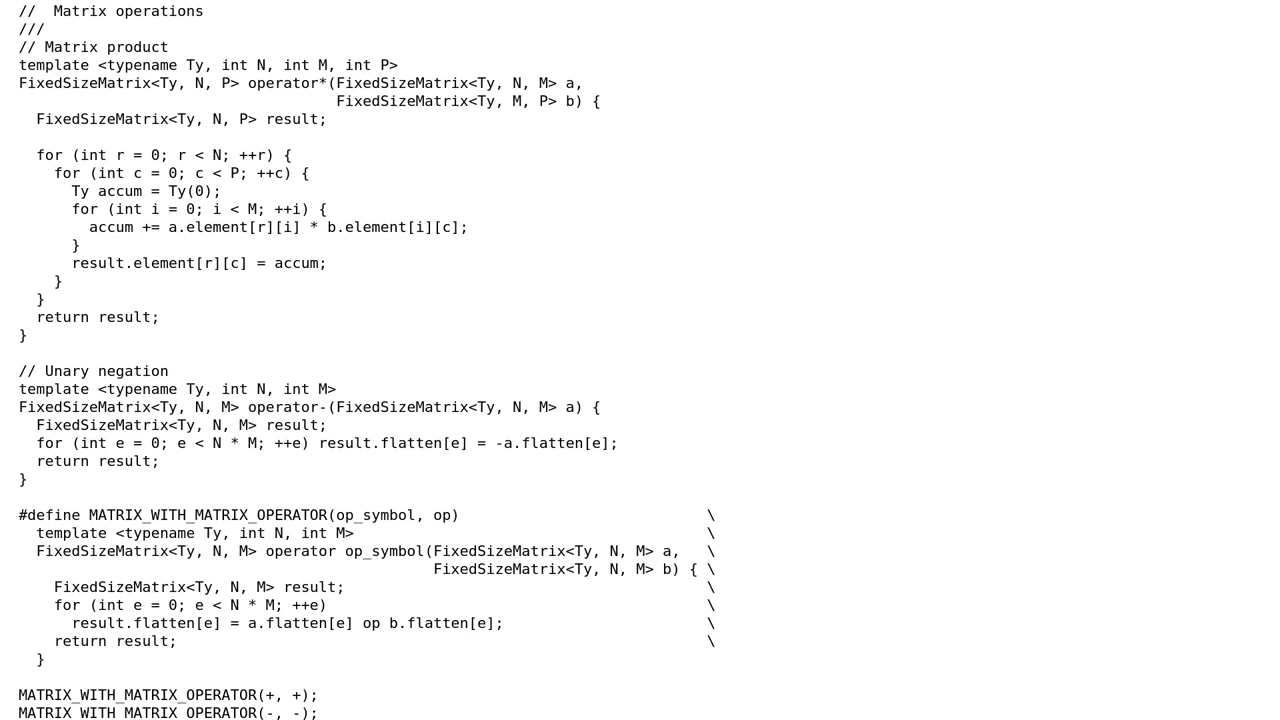 //  Matrix operations
///
// Matrix product
template <typename Ty, int N, int M, int P>
FixedSizeMatrix<Ty, N, P> operator*(FixedSizeMatrix<Ty, N, M> a,
                                    FixedSizeMatrix<Ty, M, P> b) {
  FixedSizeMatrix<Ty, N, P> result;

  for (int r = 0; r < N; ++r) {
    for (int c = 0; c < P; ++c) {
      Ty accum = Ty(0);
      for (int i = 0; i < M; ++i) {
        accum += a.element[r][i] * b.element[i][c];
      }
      result.element[r][c] = accum;
    }
  }
  return result;
}

// Unary negation
template <typename Ty, int N, int M>
FixedSizeMatrix<Ty, N, M> operator-(FixedSizeMatrix<Ty, N, M> a) {
  FixedSizeMatrix<Ty, N, M> result;
  for (int e = 0; e < N * M; ++e) result.flatten[e] = -a.flatten[e];
  return result;
}

#define MATRIX_WITH_MATRIX_OPERATOR(op_symbol, op)                            \
  template <typename Ty, int N, int M>                                        \
  FixedSizeMatrix<Ty, N, M> operator op_symbol(FixedSizeMatrix<Ty, N, M> a,   \
                                               FixedSizeMatrix<Ty, N, M> b) { \
    FixedSizeMatrix<Ty, N, M> result;                                         \
    for (int e = 0; e < N * M; ++e)                                           \
      result.flatten[e] = a.flatten[e] op b.flatten[e];                       \
    return result;                                                            \
  }

MATRIX_WITH_MATRIX_OPERATOR(+, +);
MATRIX_WITH_MATRIX_OPERATOR(-, -);